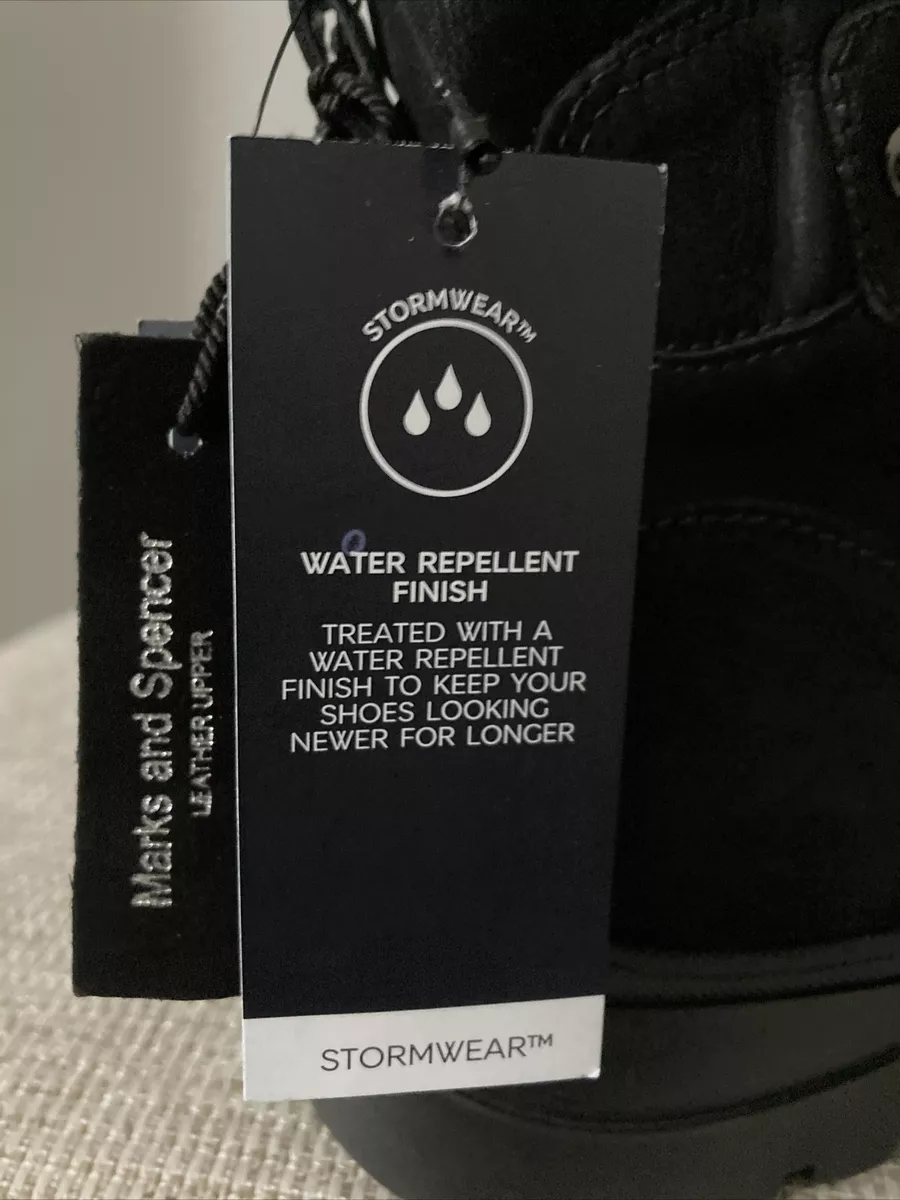 STORMWEAR™
WATER REPELLENT
FINISH
TREATED WITH A
WATER REPELLENT
FINISH TO KEEP YOUR
SHOES LOOKING
NEWER FOR LONGER
STORMWEAR™
Marks and Spencer
LEATHER UPPER